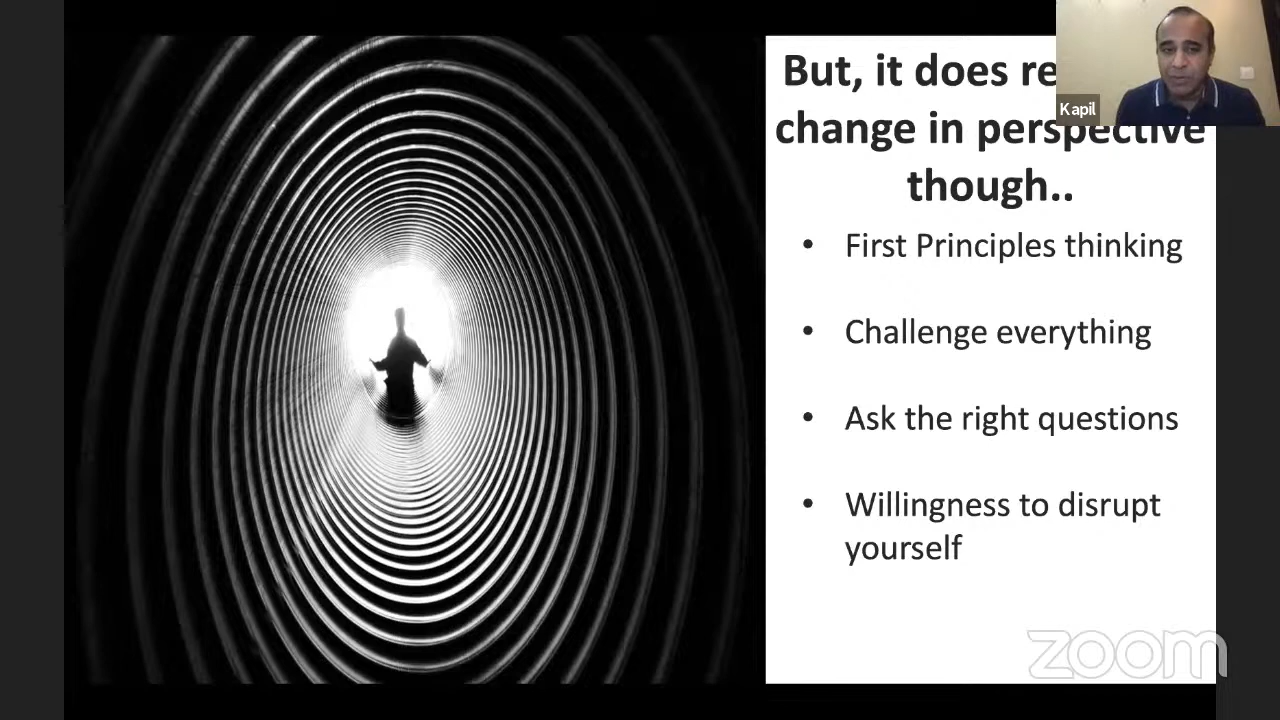 But, it does re
change in perspective
though..
• First Principles thinking
• Challenge everything
• Ask the right questions
• Willingness to disrupt
yourself
Kapil
zoom